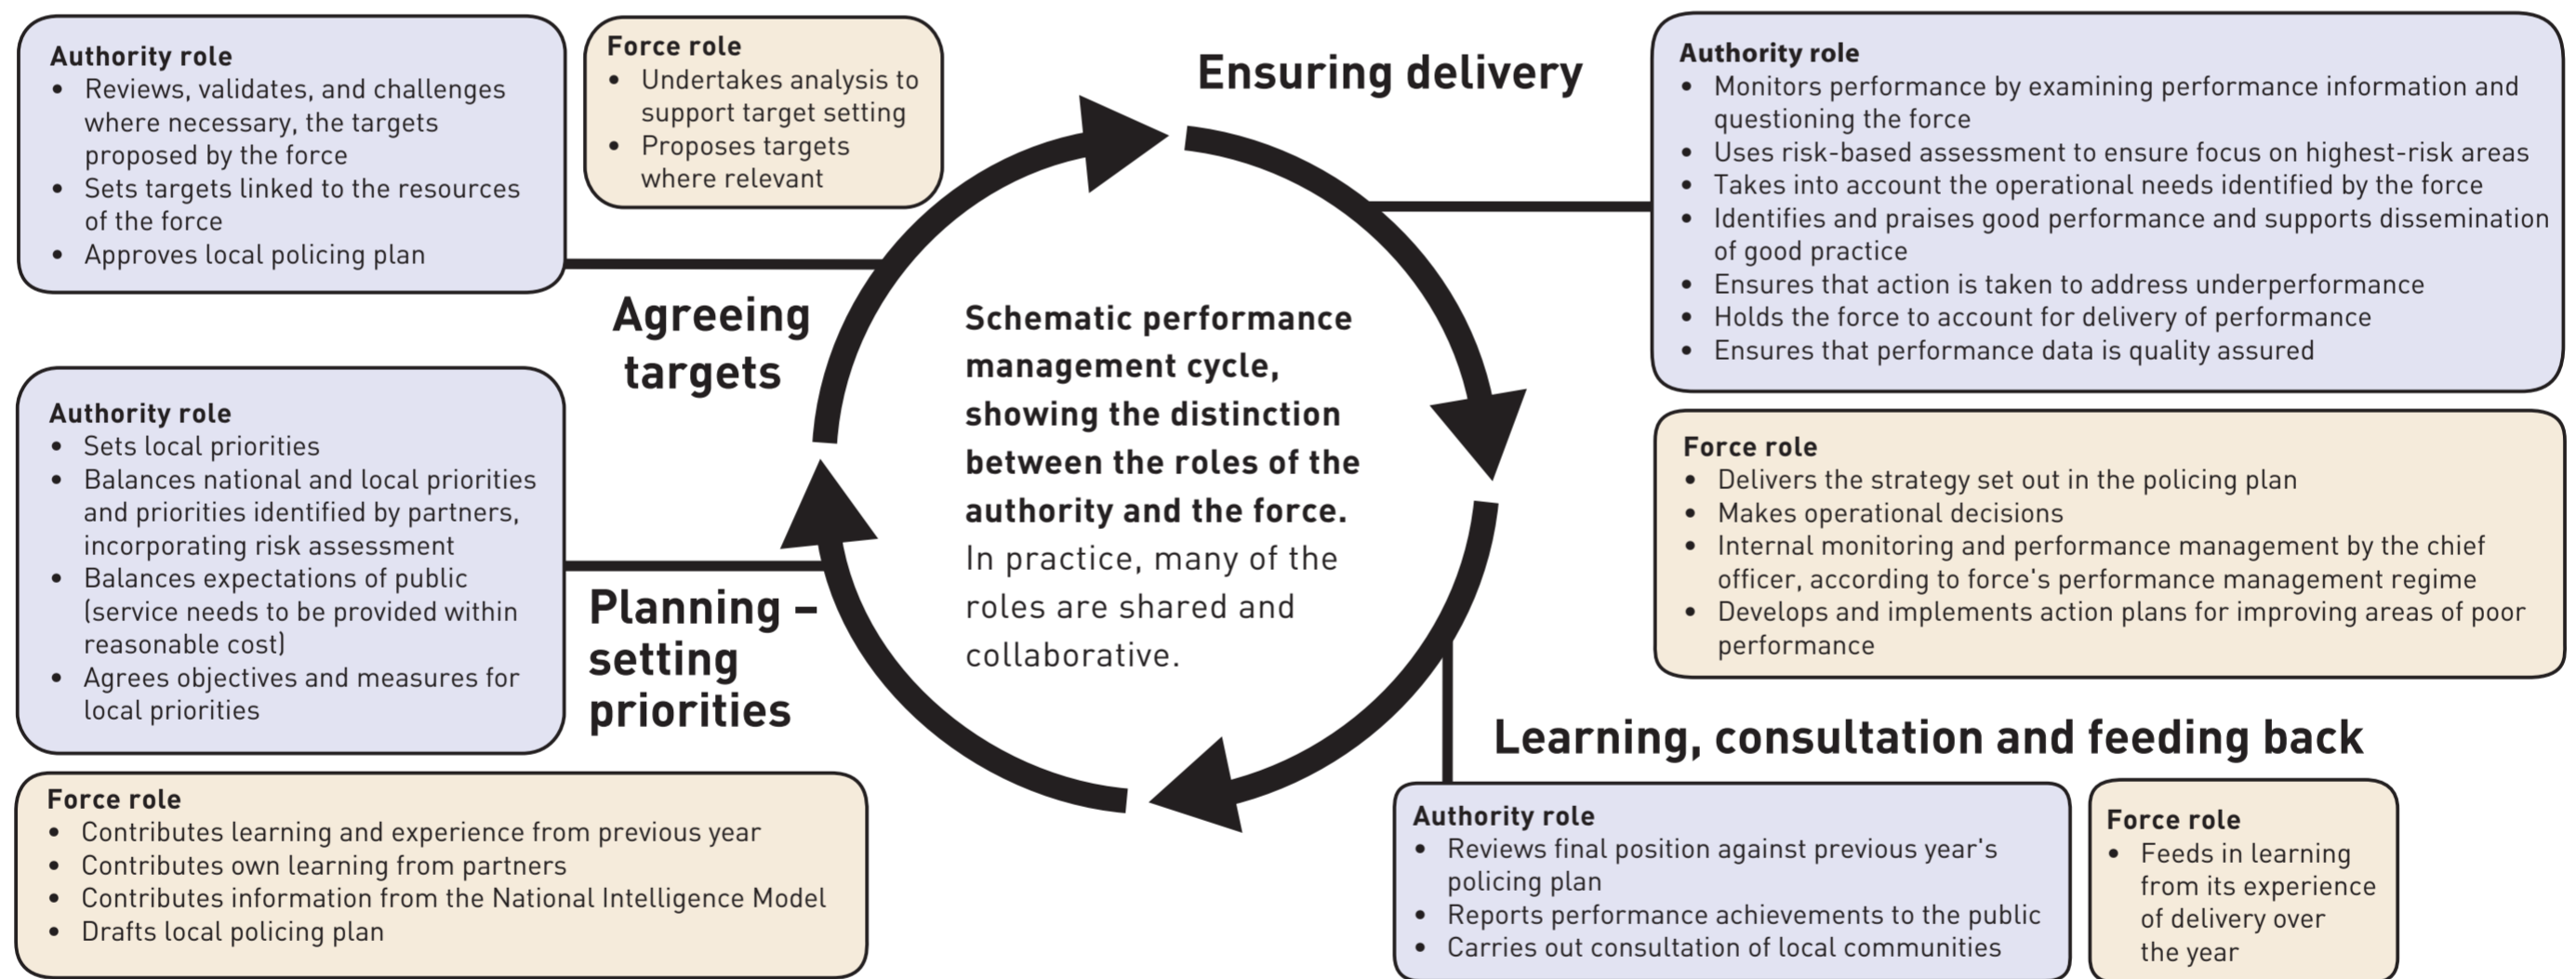 Authority role
• Reviews, validates, and challenges
where necessary, the targets
proposed by the force
• Sets targets linked to the resources
of the force
• Approves local policing plan
Force role
• Undertakes analysis to
support target setting
• Proposes targets
where relevant
Agreeing
targets
Ensuring delivery
Authority role
• Monitors performance by examining performance information and
questioning the force
• Uses risk-based assessment to ensure focus on highest-risk areas
• Takes into account the operational needs identified by the force
• Identifies and praises good performance and supports dissemination
of good practice
• Ensures that action is taken to address underperformance
• Holds the force to account for delivery of performance
• Ensures that performance data is quality assured
Force role
• Delivers the strategy set out in the policing plan
• Makes operational decisions
• Internal monitoring and performance management by the chief
officer, according to force's performance management regime
• Develops and implements action plans for improving areas of poor
performance
Schematic performance
management cycle,
showing the distinction
between the roles of the
authority and the force.
In practice, many of the
roles are shared and
collaborative.
Authority role
• Sets local priorities
• Balances national and local priorities
and priorities identified by partners,
incorporating risk assessment
• Balances expectations of public
(service needs to be provided within
reasonable cost)
• Agrees objectives and measures for
local priorities
Planning –
setting
priorities
Force role
• Contributes learning and experience from previous year
• Contributes own learning from partners
• Contributes information from the National Intelligence Model
• Drafts local policing plan
Learning, consultation and feeding back
Authority role
• Reviews final position against previous year's
policing plan
• Reports performance achievements to the public
• Carries out consultation of local communities
Force role
• Feeds in learning
from its experience
of delivery over
the year